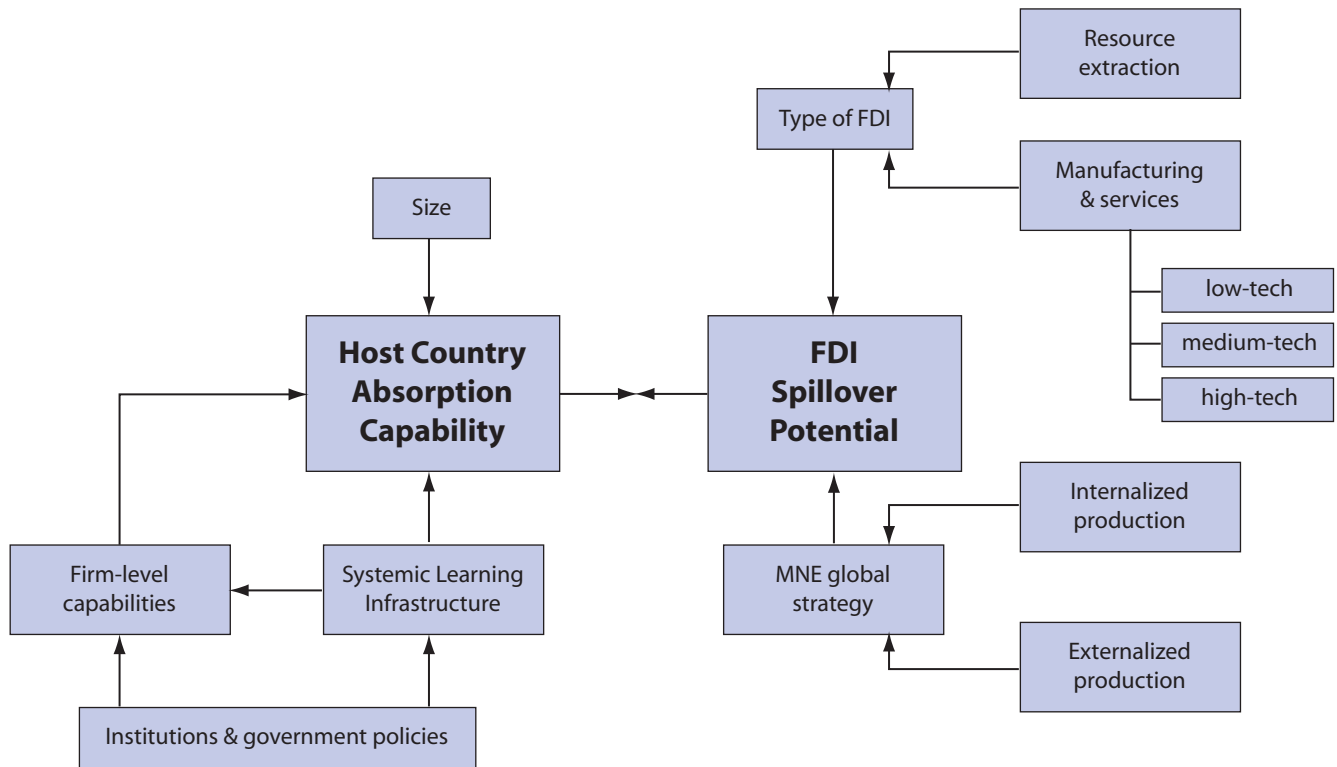 Resource
extraction
Type of FDI
Manufacturing
& services
Size
low-tech
medium-tech
high-tech
Host Country
Absorption
Capability
FDI
Spillover
Potential
Internalized
production
Firm-level
capabilities
Systemic Learning
Infrastructure
MNE global
strategy
Externalized
production
Institutions & government policies